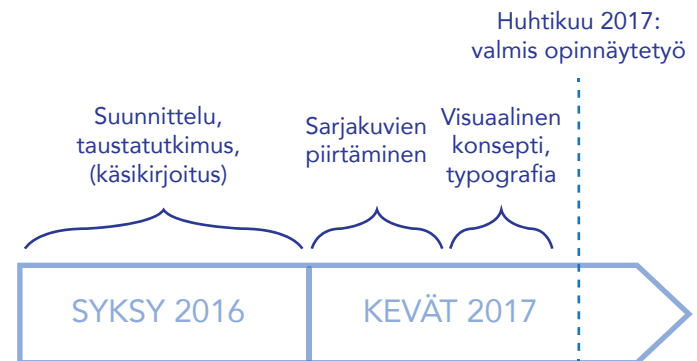 Huhtikuu 2017:
valmis opinnäytetyö
Suunnittelu,
taustatutkimus,
(käsikirjoitus)
Sarjakuvien
piirtäminen
Visuaalinen
konsepti,
typografia
SYKSY 2016
KEVÄT 2017